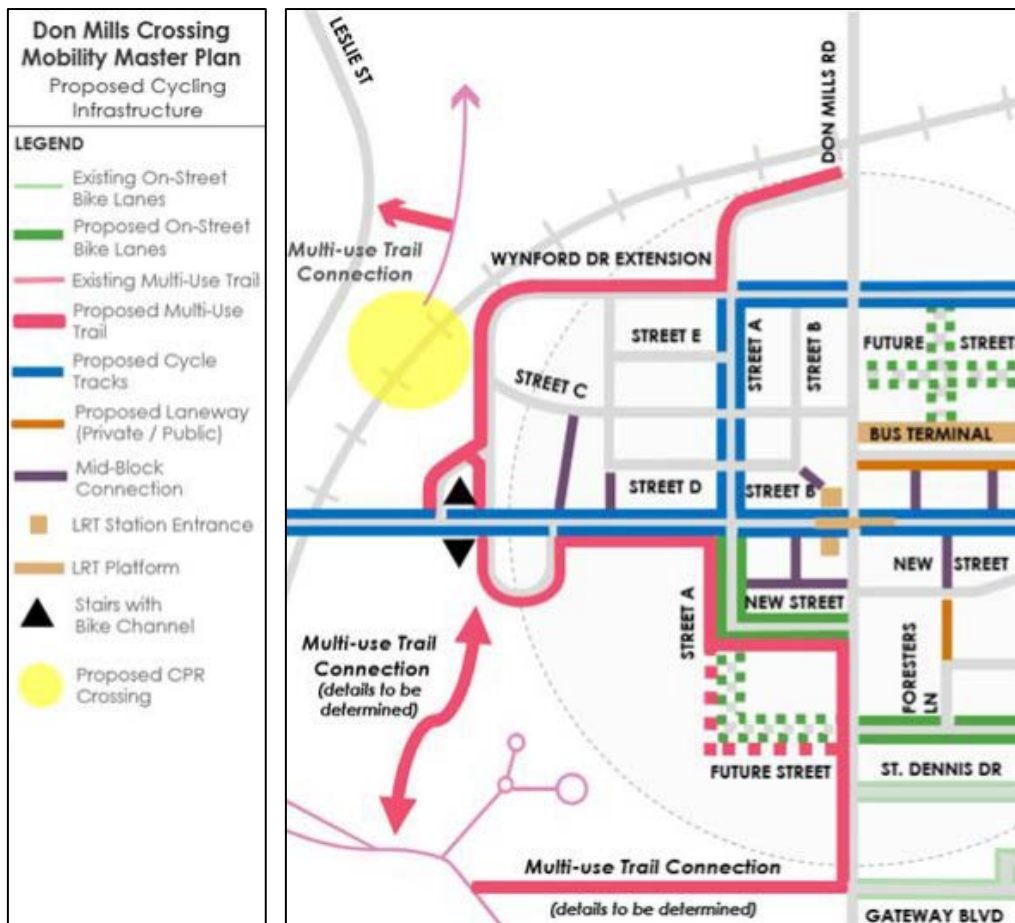 Don Mills Crossing
Mobility Master Plan
Proposed Cycling
Infrastructure
LEGEND
Existing On-Street
Bike Lanes
Proposed On-Street
Bike Lanes
Existing Multi-Use Trail
Proposed Multi-Use
Trail
Proposed Cycle
Tracks
Proposed Laneway
(Private / Public)
Mid-Block
Connection
LRT Station Entrance
LRT Platform
Stairs with
Bike Channel
Proposed CPR
Crossing
LESLIE ST
DON MILLS RD
Multi-use Trail
Connection
WYNFORD DR EXTENSION
STREET E
STREET A
STREET B
FUTURE STREET
STREET C
BUS TERMINAL
STREET D
STREET B
NEW STREET
NEW STREET
STREET A
FORESTERS
LN
Multi-use Trail
Connection
(details to be
determined)
FUTURE STREET
ST. DENNIS DR
Multi-use Trail Connection
(details to be determined)
GATEWAY BLVD